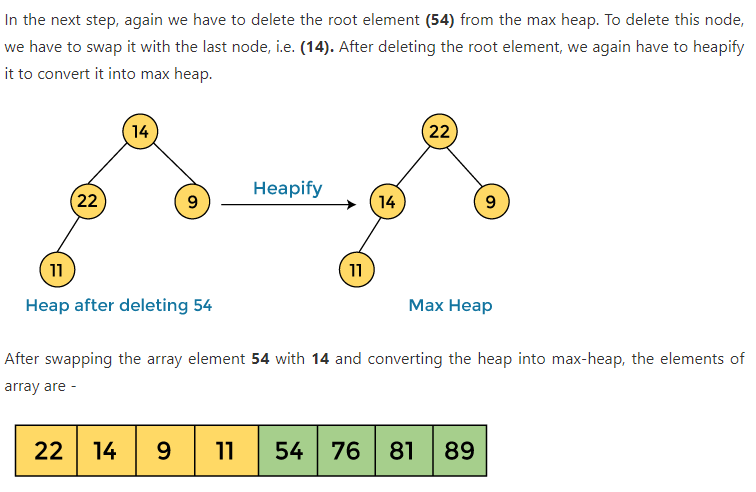 In the next step, again we have to delete the root element (54) from the max heap. To delete this node,
we have to swap it with the last node, i.e. (14). After deleting the root element, we again have to heapify
it to convert it into max heap.
14
22
9
11
Heap after deleting 54
Heapify
22
14
9
11
Max Heap
After swapping the array element 54 with 14 and converting the heap into max-heap, the elements of
array are -
22 14 9 11 54 76 81 89